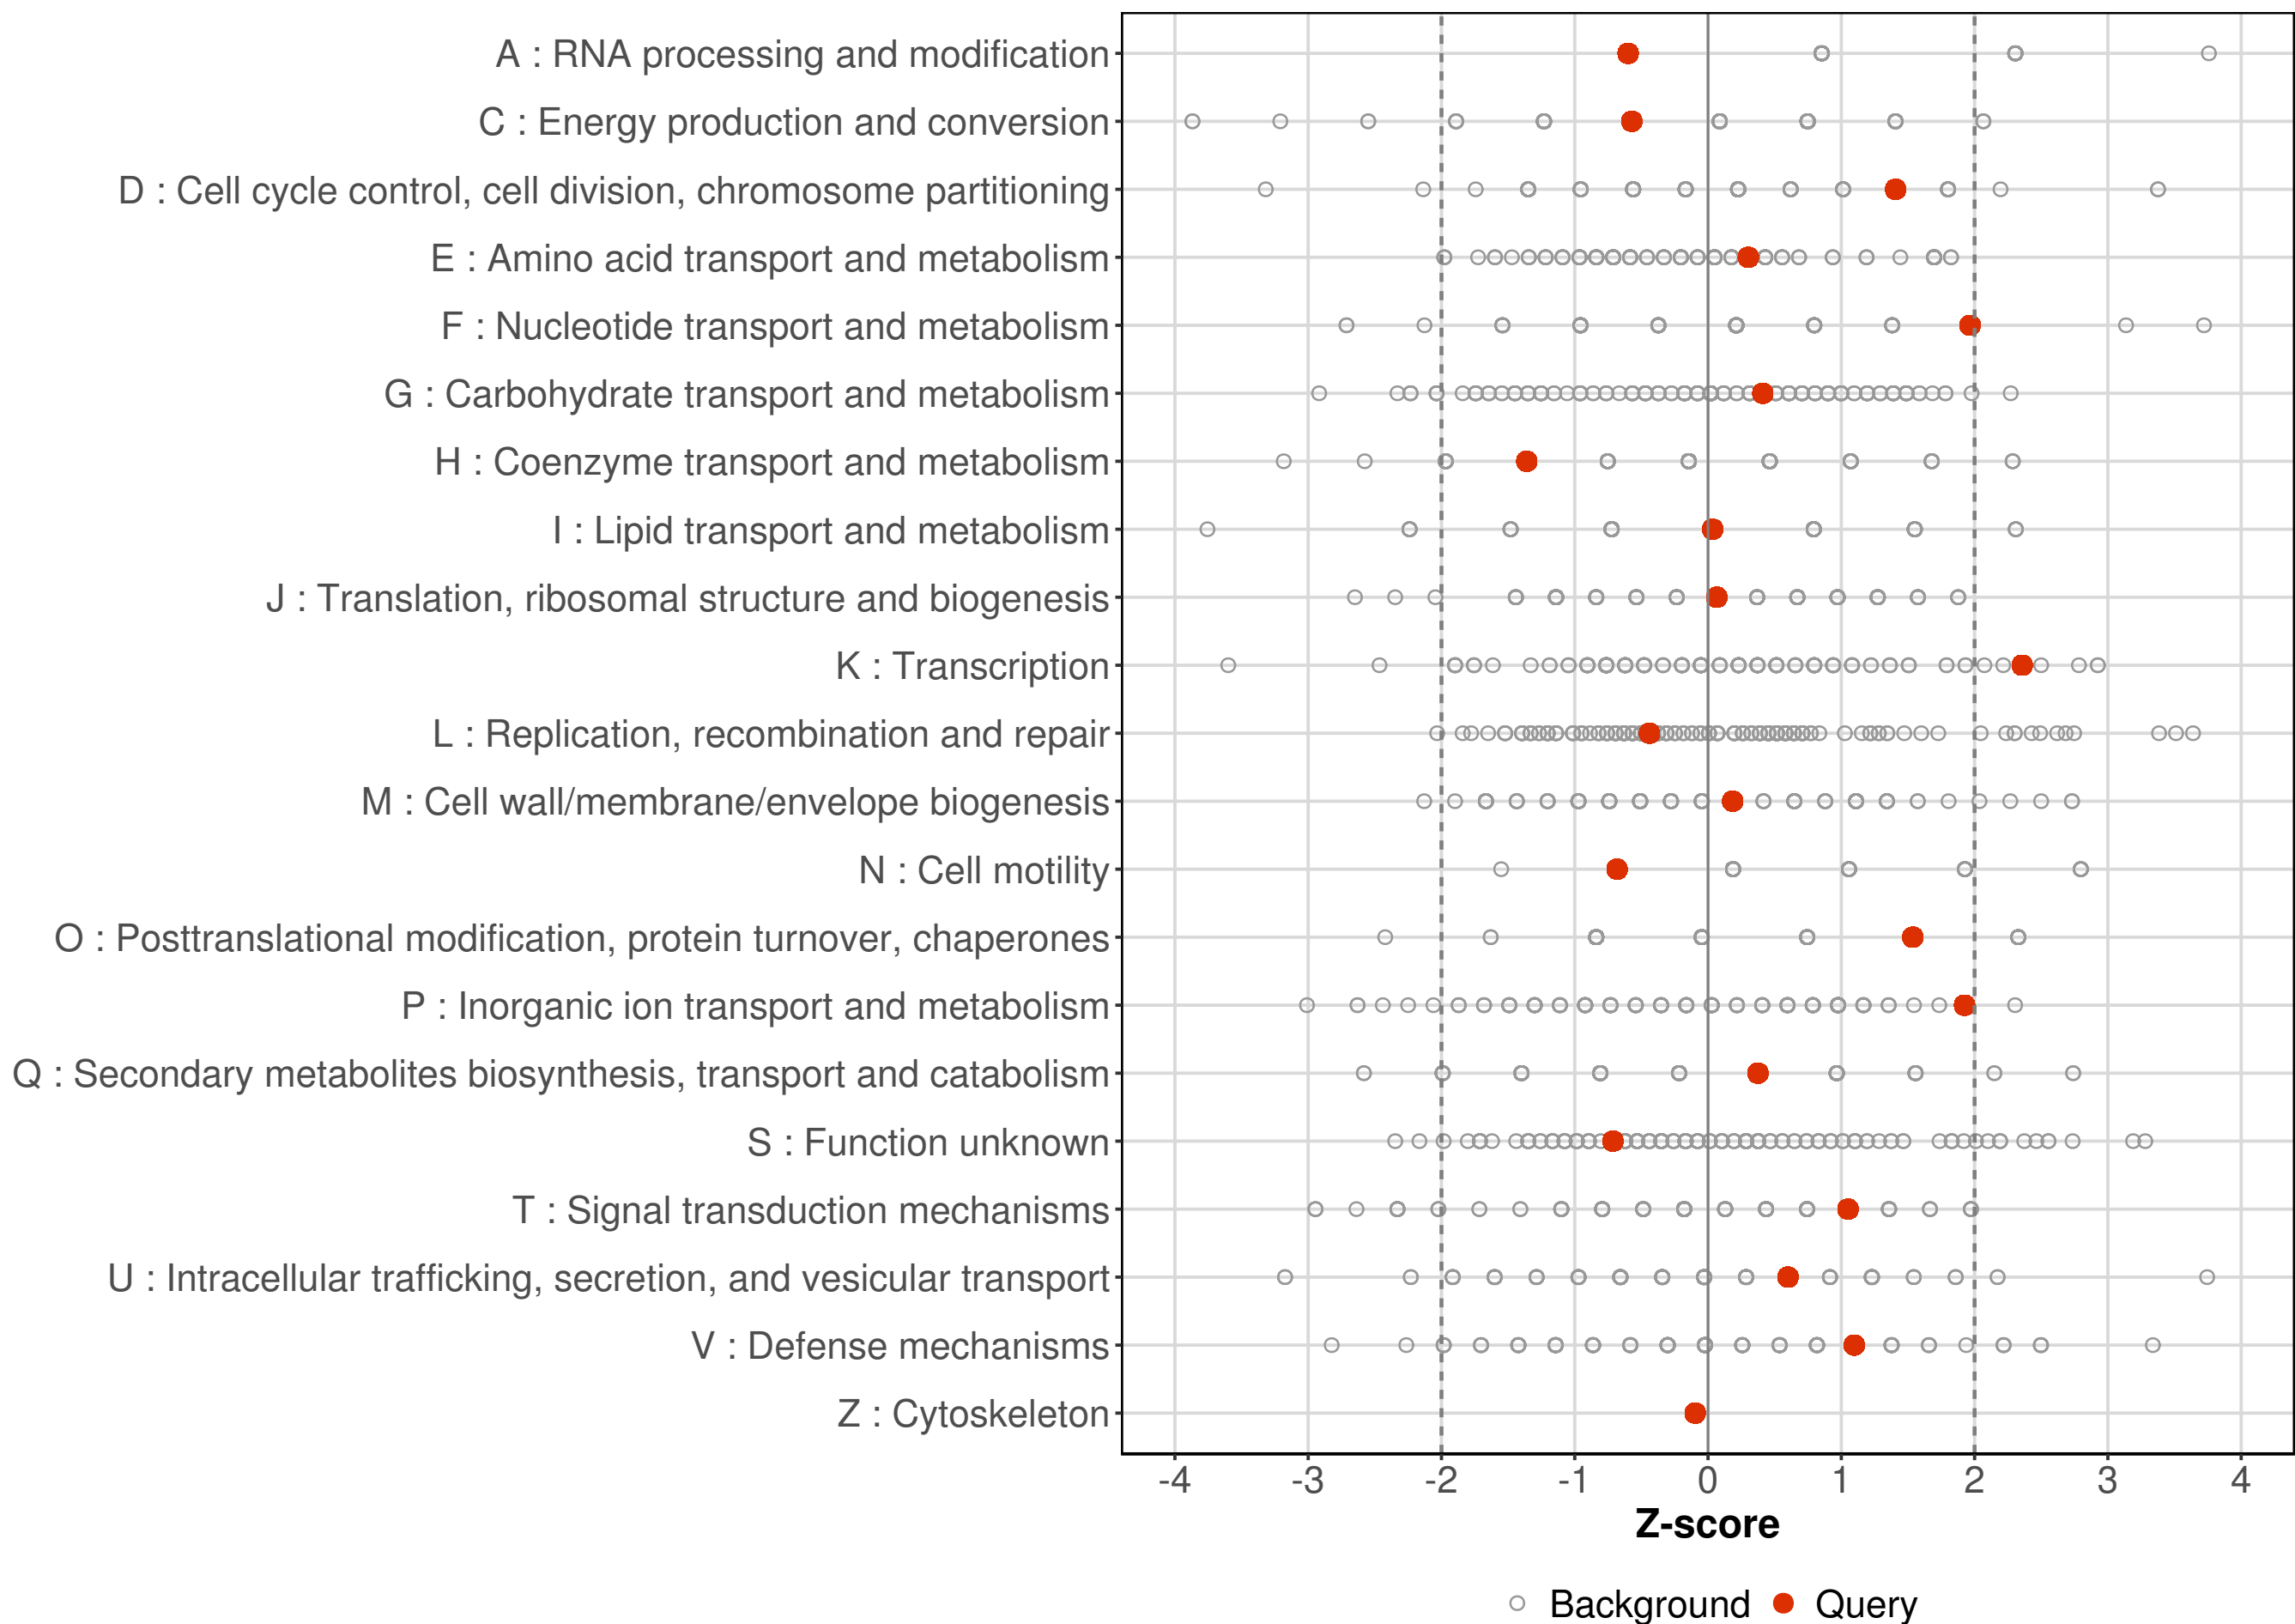 A : RNA processing and modification
C : Energy production and conversion
D : Cell cycle control, cell division, chromosome partitioning
E : Amino acid transport and metabolism
F : Nucleotide transport and metabolism
G : Carbohydrate transport and metabolism
H : Coenzyme transport and metabolism
I : Lipid transport and metabolism
J : Translation, ribosomal structure and biogenesis
K : Transcription
L : Replication, recombination and repair
M : Cell wall/membrane/envelope biogenesis
N : Cell motility
O : Posttranslational modification, protein turnover, chaperones
P : Inorganic ion transport and metabolism
Q : Secondary metabolites biosynthesis, transport and catabolism
S : Function unknown
T : Signal transduction mechanisms
U : Intracellular trafficking, secretion, and vesicular transport
V : Defense mechanisms
Z : Cytoskeleton
-4 -3 -2 -1 0 1 2 3 4
Z-score
Background Query